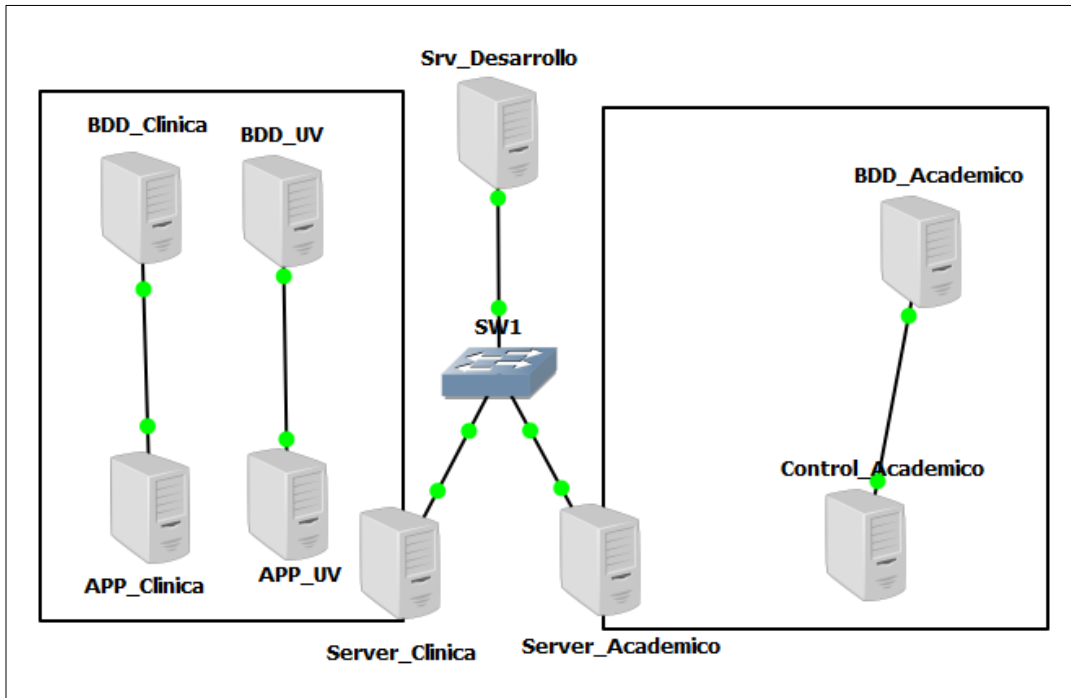 Srv_Desarrollo
BDD_Clinica
BDD_UV
BDD_Academico
SW1
Control_Academico
APP_Clinica
APP_UV
Server_Clinica
Server_Academico